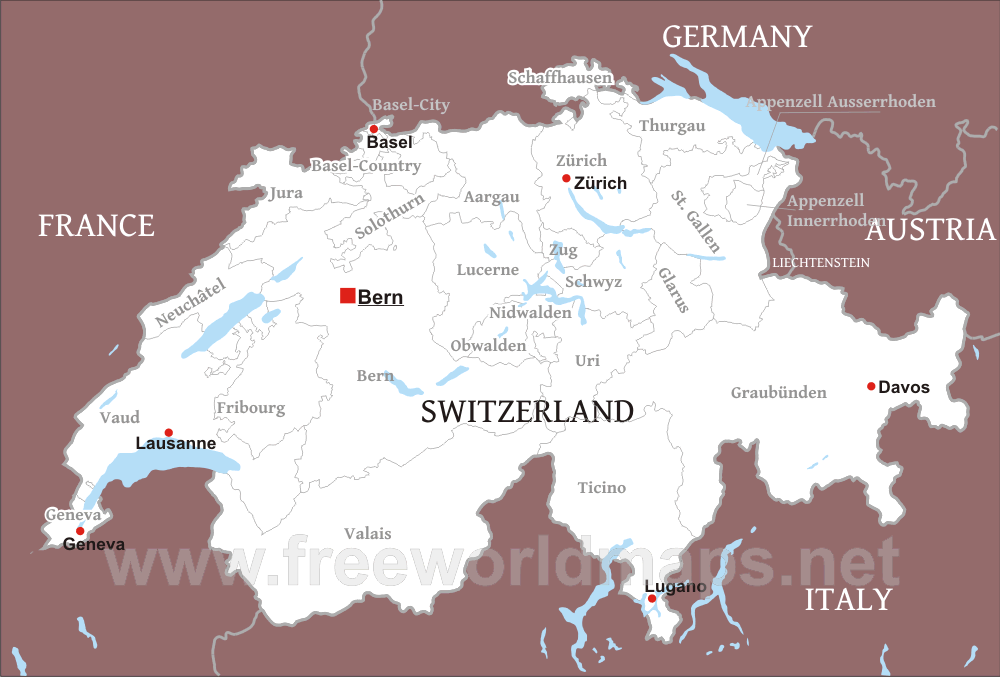 GERMANY
Schaffhausen
Basel-City
Appenzell Ausserrhoden
Thurgau
Basel
Basel-Country
Zürich
Zürich
Jura
Aargau
Solothurn
St. Gallen
Appenzell
Innerrhoden
FRANCE
AUSTRIA
LIECHTENSTEIN
Zug
Lucerne
Schwyz
Glarus
Neuchâtel
Bern
Nidwalden
Obwalden
Uri
Bern
Graubünden
Davos
Vaud
Fribourg
SWITZERLAND
Lausanne
Ticino
Geneva
Geneva
Valais
www.freeworldmaps.net
Lugano
ITALY